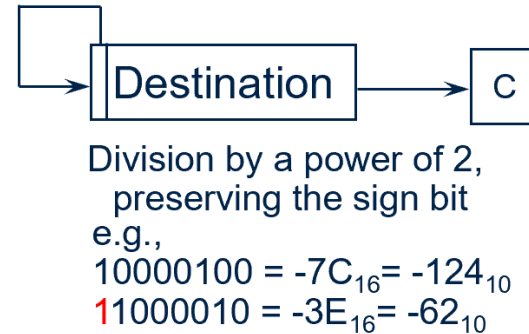 Destination
C
Division by a power of 2,
preserving the sign bit
e.g.,
10000100 = -7C₁₆= -124₁₀
11000010 = -3E₁₆= -62₁₀